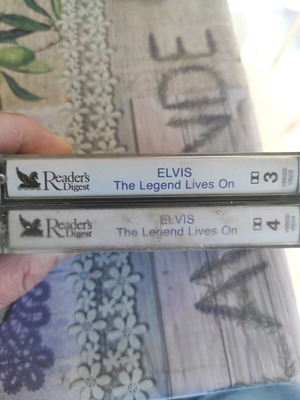 Reader's
Digest
ELVIS
The Legend Lives On
3
Reader's
Digest
ELVIS
The Legend Lives On
4